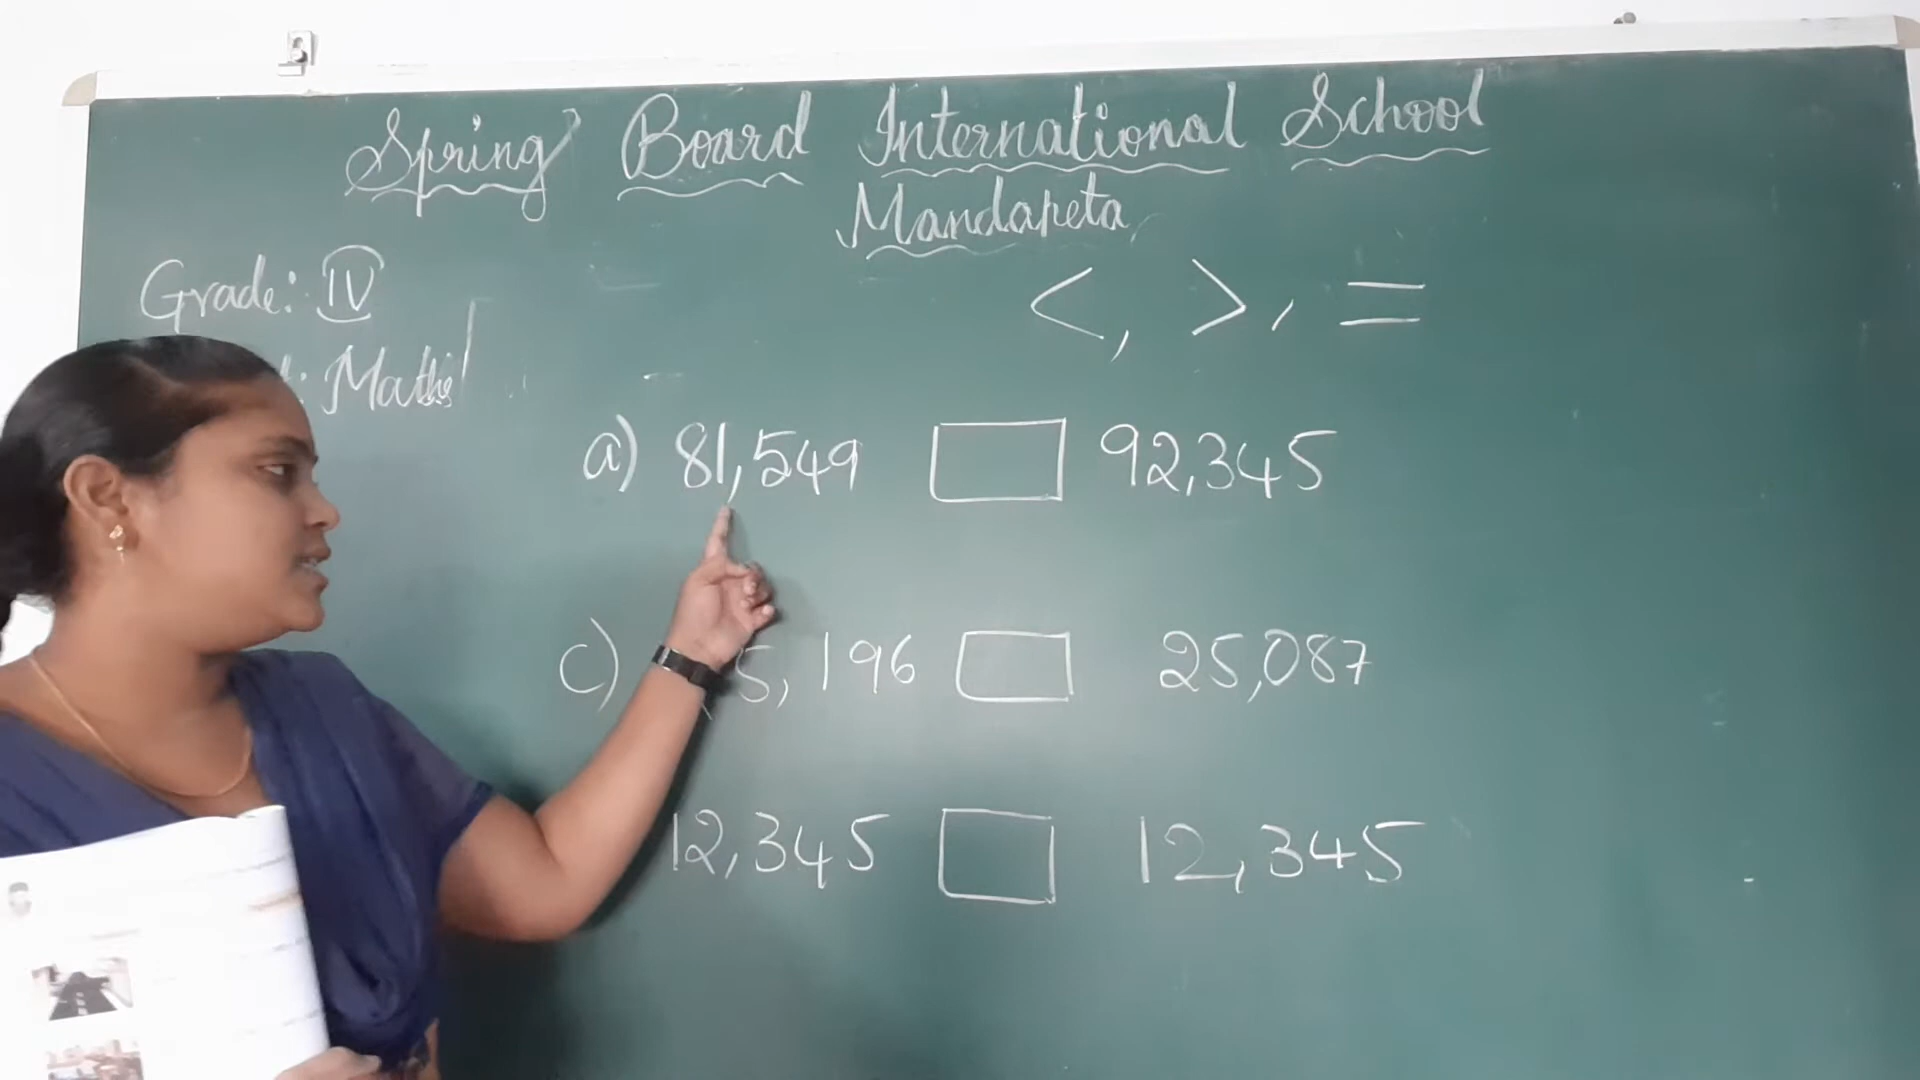 Spring Board International School
Mandapeta
Grade: IV
<, >, =
: Maths
a) 81,549 92,345
c) 5,196 25,087
12,345 12,345